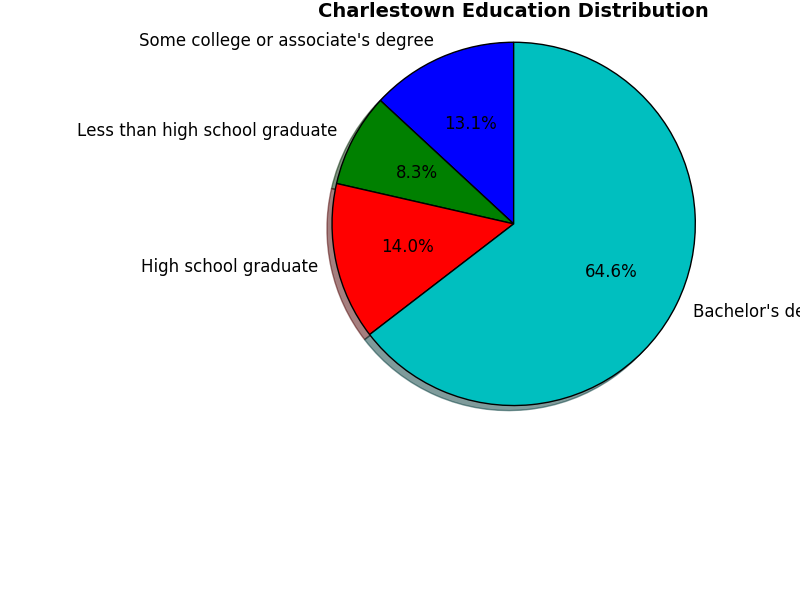 Charlestown Education Distribution
Some college or associate's degree
13.1%
Less than high school graduate
8.3%
High school graduate
14.0%
64.6%
Bachelor's